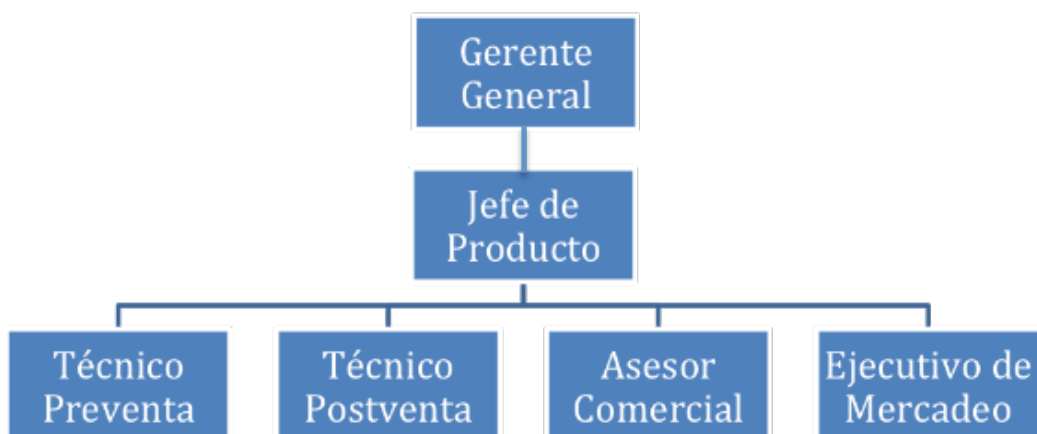 Gerente
General
Jefe de
Producto
Técnico
Preventa
Técnico
Postventa
Asesor
Comercial
Ejecutivo de
Mercadeo